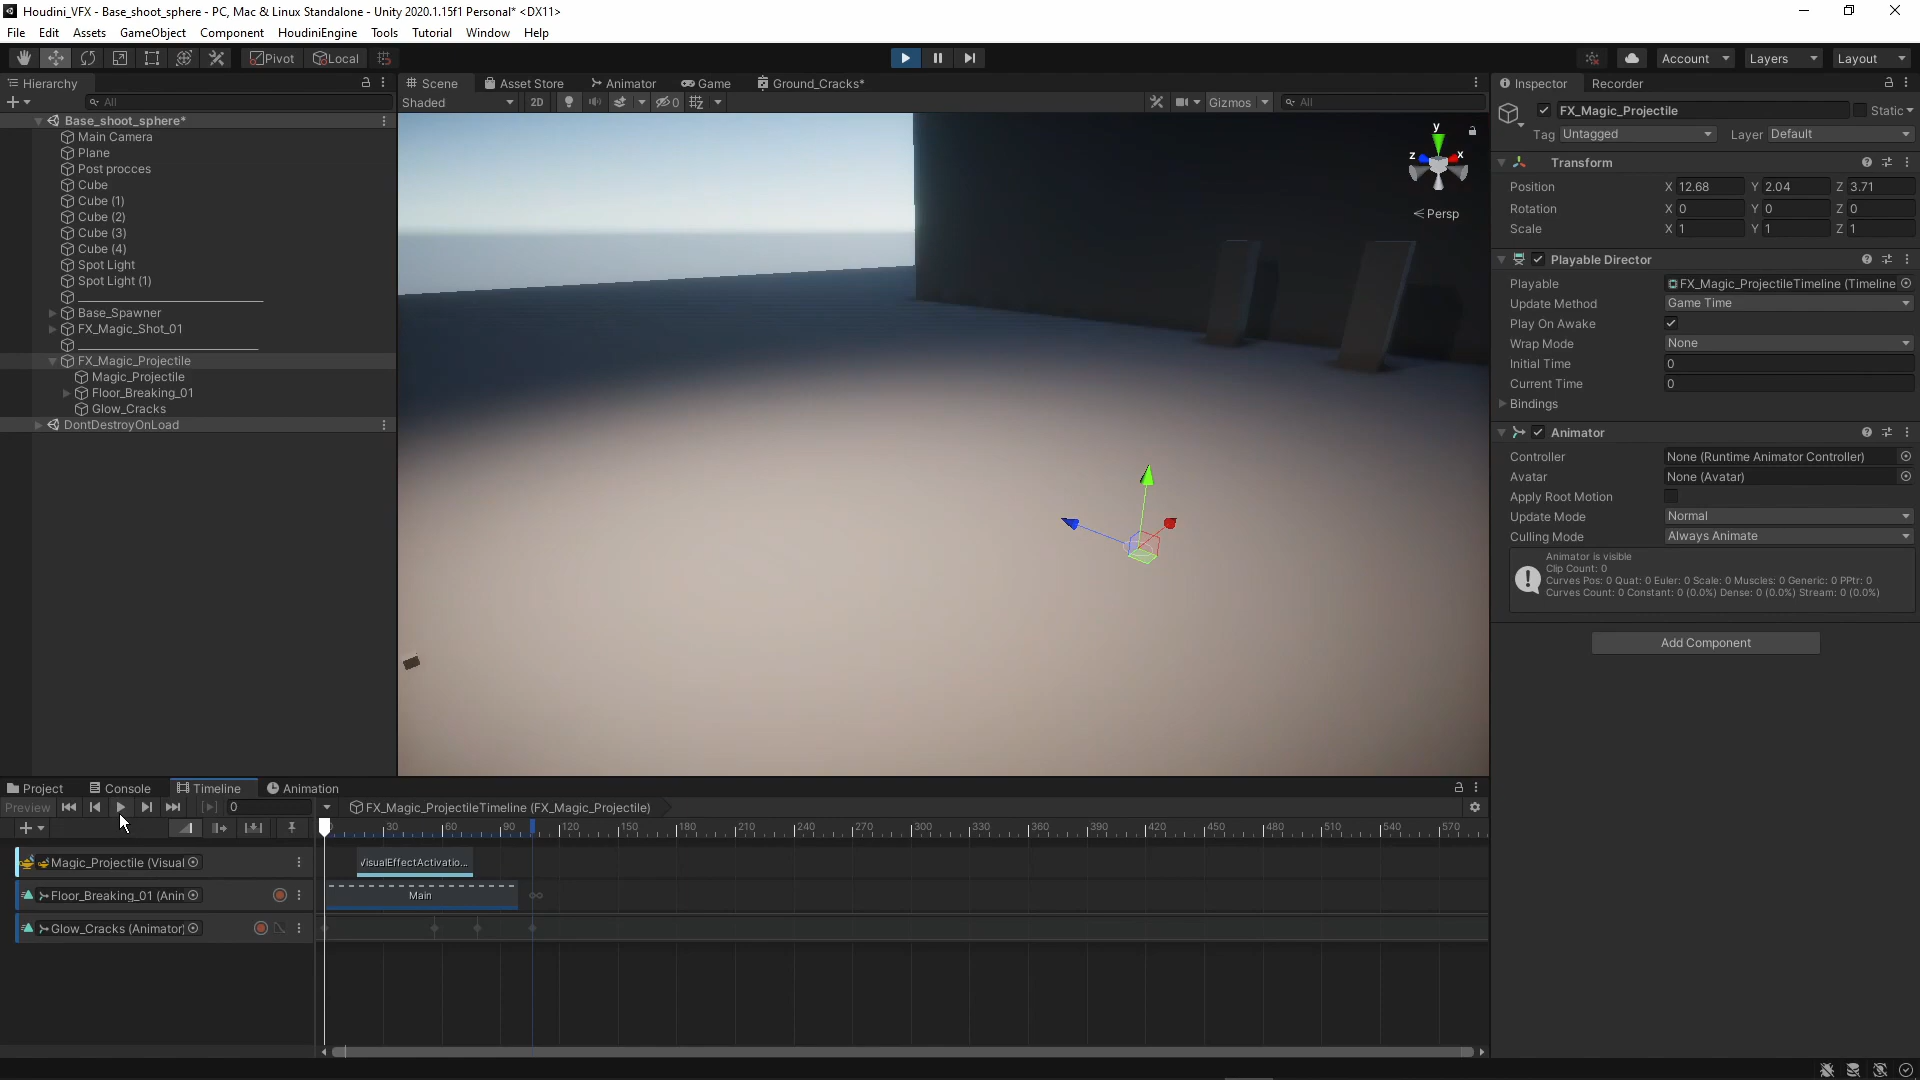 Houdini_VFX - Base_shoot_sphere - PC, Mac & Linux Standalone - Unity 2020.1.15f1 Personal* <DX11>
File Edit Assets GameObject Component HoudiniEngine Tools Tutorial Window Help
Pivot Local Account Layers Layout
Hierarchy Scene Asset Store Animator Game Ground_Cracks* Inspector Recorder
All Shaded 2D 0 Gizmos All
FX_Magic_Projectile Static
Tag Untagged Layer Default
Base_shoot_sphere*
Main Camera
Plane
Post procces
Cube
Cube (1)
Cube (2)
Cube (3)
Cube (4)
Spot Light
Spot Light (1)
Base_Spawner
FX_Magic_Shot_01
FX_Magic_Projectile
Magic_Projectile
Floor_Breaking_01
Glow_Cracks
DontDestroyOnLoad
y
z x
Persp
Transform
Position X 12.68 Y 2.04 Z 3.71
Rotation X 0 Y 0 Z 0
Scale X 1 Y 1 Z 1
Playable Director
Playable FX_Magic_ProjectileTimeline (Timeline
Update Method Game Time
Play On Awake
Wrap Mode None
Initial Time 0
Current Time 0
Bindings
Animator
Controller None (Runtime Animator Controller)
Avatar None (Avatar)
Apply Root Motion
Update Mode Normal
Culling Mode Always Animate
Animator is visible
Clip Count: 0
Curves Pos: 0 Quat: 0 Euler: 0 Scale: 0 Muscles: 0 Generic: 0 PPtr: 0
Curves Count: 0 Constant: 0 (0.0%) Dense: 0 (0.0%) Stream: 0 (0.0%)
Add Component
Project Console Timeline Animation
Preview 0 FX_Magic_ProjectileTimeline (FX_Magic_Projectile)
30 60 90 120 150 180 210 240 270 300 330 360 390 420 450 480 510 540 570
Magic_Projectile (Visual VisualEffectActivatio...
Floor_Breaking_01 (Anin Main
Glow_Cracks (Animator)